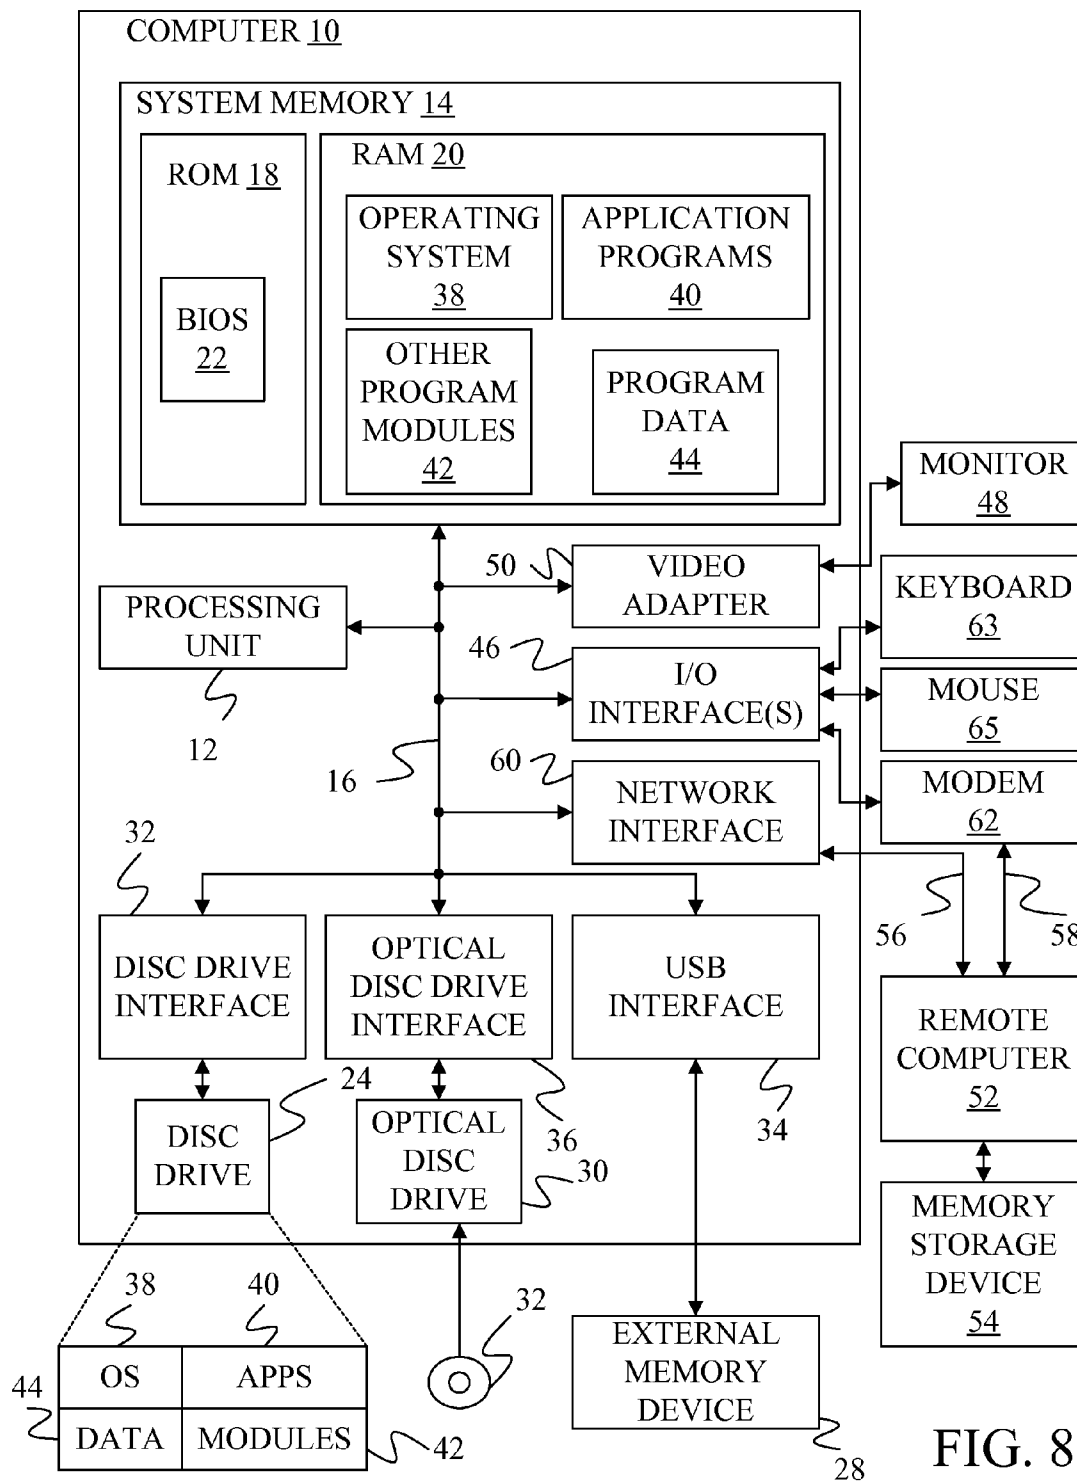 COMPUTER 10
SYSTEM MEMORY 14
ROM 18
BIOS
22
RAM 20
OPERATING
SYSTEM
38
APPLICATION
PROGRAMS
40
OTHER
PROGRAM
MODULES
42
PROGRAM
DATA
44
MONITOR
48
50
VIDEO
ADAPTER
KEYBOARD
63
PROCESSING
UNIT
12
46
I/O
INTERFACE(S)
MOUSE
65
16
60
NETWORK
INTERFACE
MODEM
62
32
DISC DRIVE
INTERFACE
OPTICAL
DISC DRIVE
INTERFACE
USB
INTERFACE
56
58
REMOTE
COMPUTER
52
24
DISC
DRIVE
OPTICAL
DISC
DRIVE
36
30
34
MEMORY
STORAGE
DEVICE
54
38
40
32
OS
APPS
44
DATA
MODULES
42
EXTERNAL
MEMORY
DEVICE
28
FIG. 8